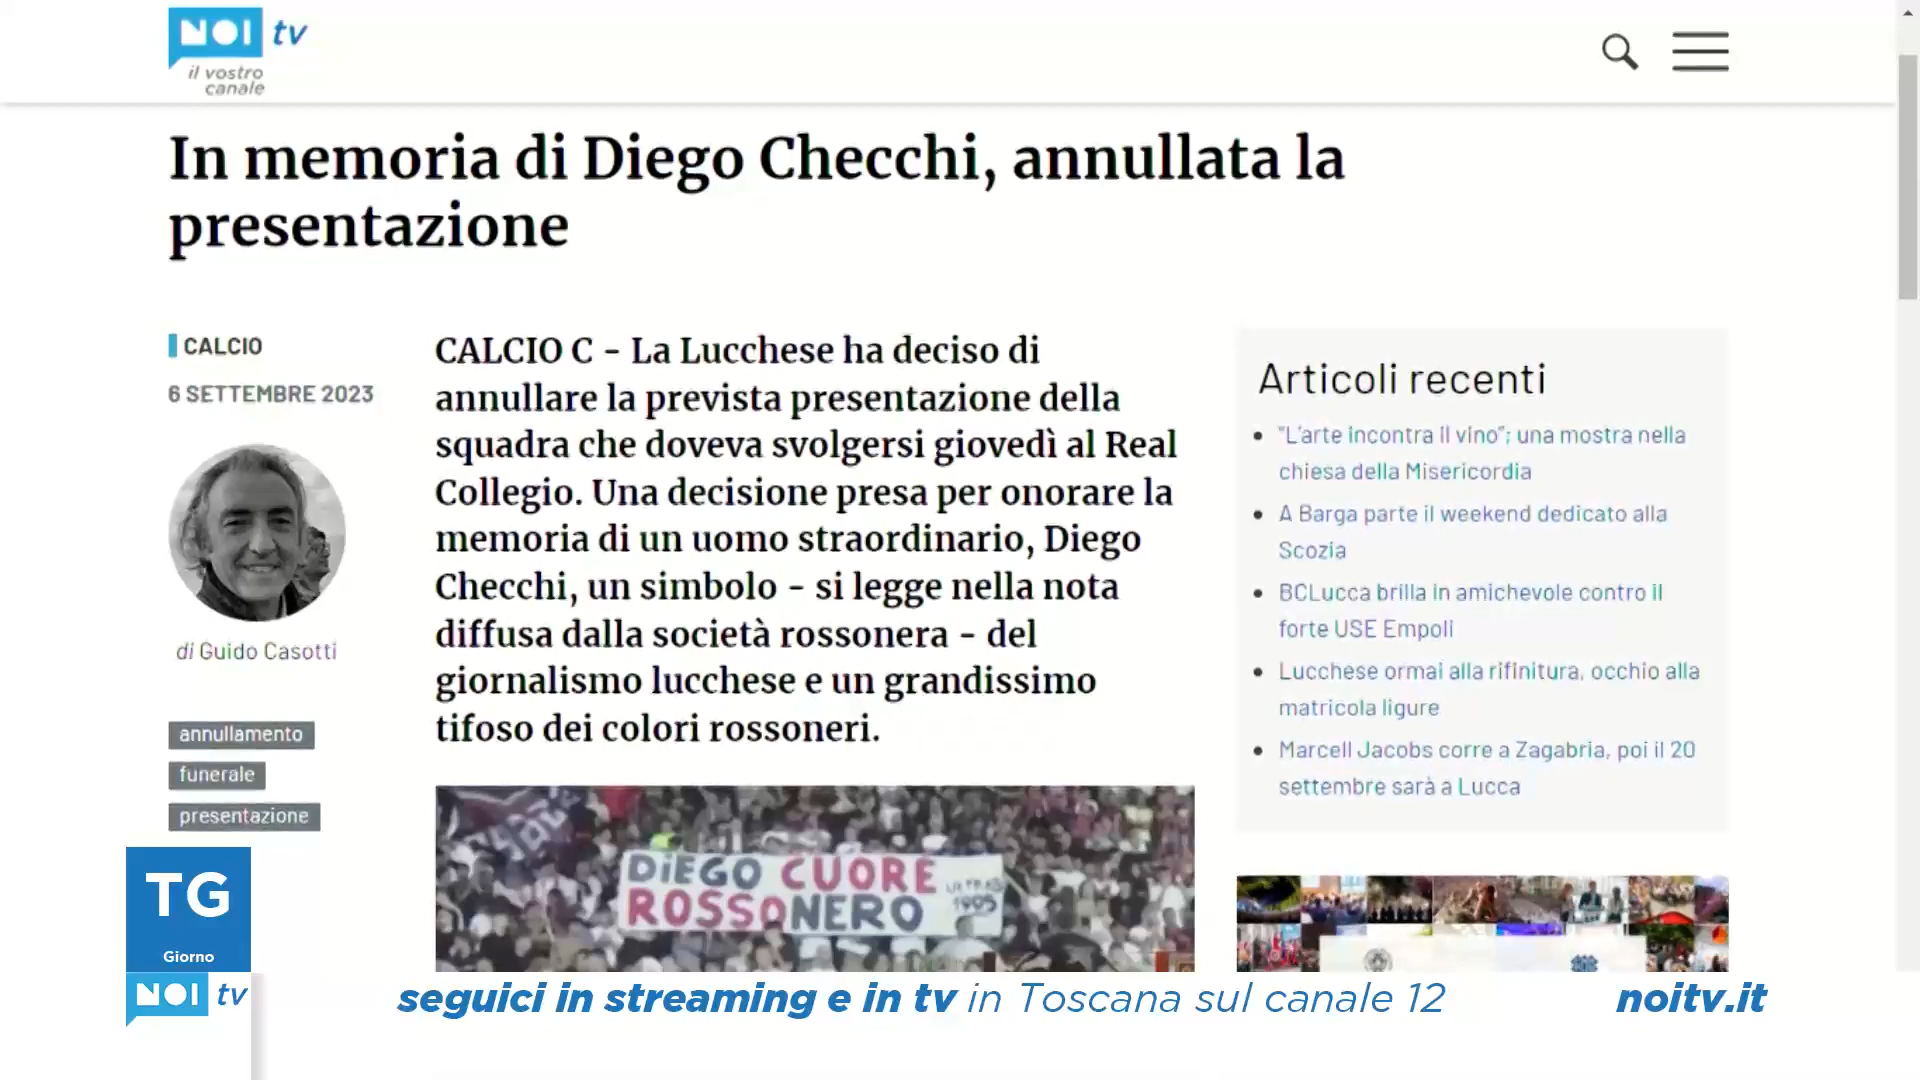 NOI tv
il vostro
canale
In memoria di Diego Checchi, annullata la
presentazione
CALCIO
6 SETTEMBRE 2023
di Guido Casotti
annullamento
funerale
presentazione
CALCIO C - La Lucchese ha deciso di
annullare la prevista presentazione della
squadra che doveva svolgersi giovedì al Real
Collegio. Una decisione presa per onorare la
memoria di un uomo straordinario, Diego
Checchi, un simbolo - si legge nella nota
diffusa dalla società rossonera - del
giornalismo lucchese e un grandissimo
tifoso dei colori rossoneri.
DiEGO CUORE
ROSSONERO
ULTRAS
1905
Articoli recenti
"L'arte incontra il vino"; una mostra nella
chiesa della Misericordia
A Barga parte il weekend dedicato alla
Scozia
BCLucca brilla in amichevole contro il
forte USE Empoli
Lucchese ormai alla rifinitura, occhio alla
matricola ligure
Marcell Jacobs corre a Zagabria, poi il 20
settembre sarà a Lucca
TG
Giorno
NOI tv
seguici in streaming e in tv in Toscana sul canale 12
noitv.it